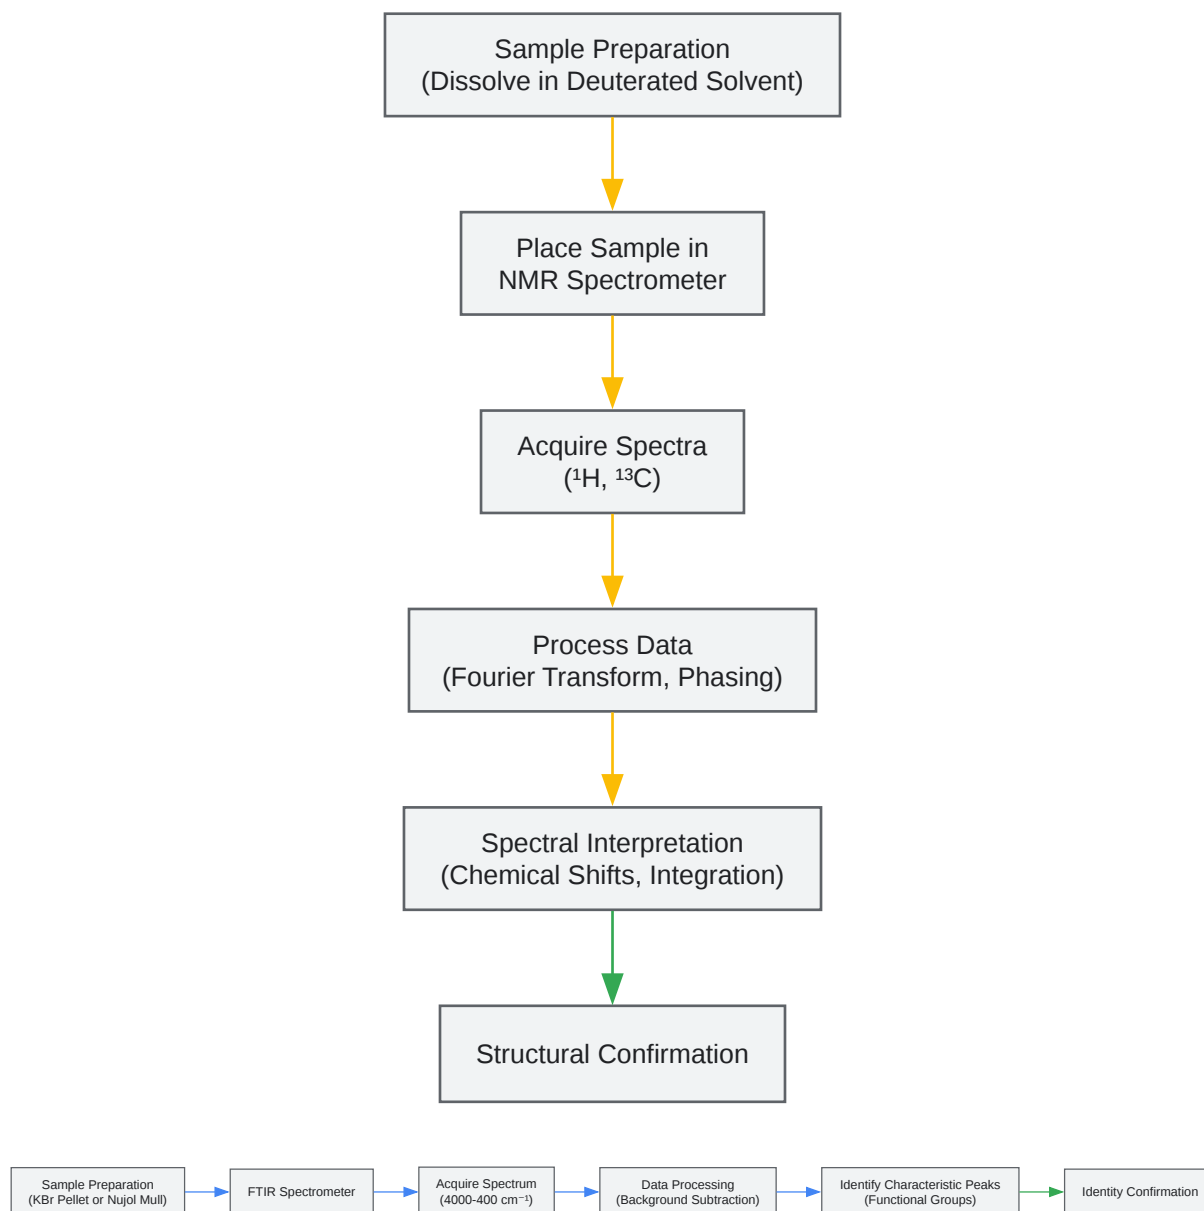 Sample Preparation
(Dissolve in Deuterated Solvent)
Place Sample in
NMR Spectrometer
Acquire Spectra
(¹H, ¹³C)
Process Data
(Fourier Transform, Phasing)
Spectral Interpretation
(Chemical Shifts, Integration)
Structural Confirmation
Sample Preparation
(KBr Pellet or Nujol Mull)
FTIR Spectrometer
Acquire Spectrum
(4000-400 cm⁻¹)
Data Processing
(Background Subtraction)
Identify Characteristic Peaks
(Functional Groups)
Identity Confirmation